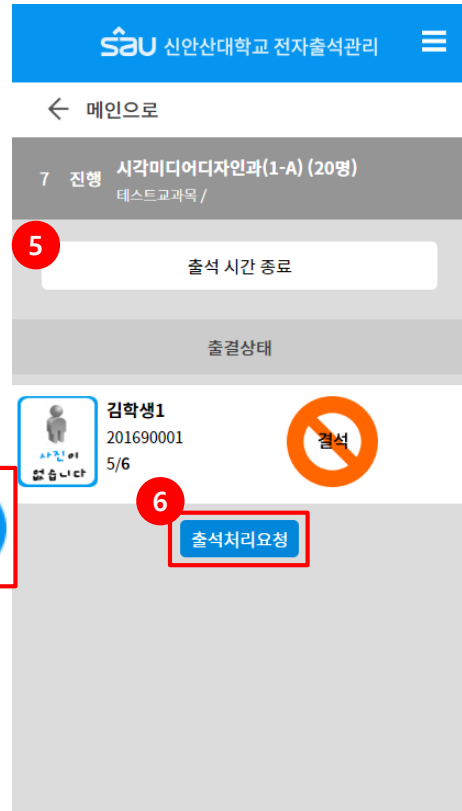 SAU 신안산대학교 전자출석관리
← 메인으로
7 진행 시각미디어디자인과(1-A) (20명)
테스트교과목 /
5
출석 시간 종료
출결상태
김학생1
201690001
5/6
사진이
없습니다
결석
6
출석처리요청